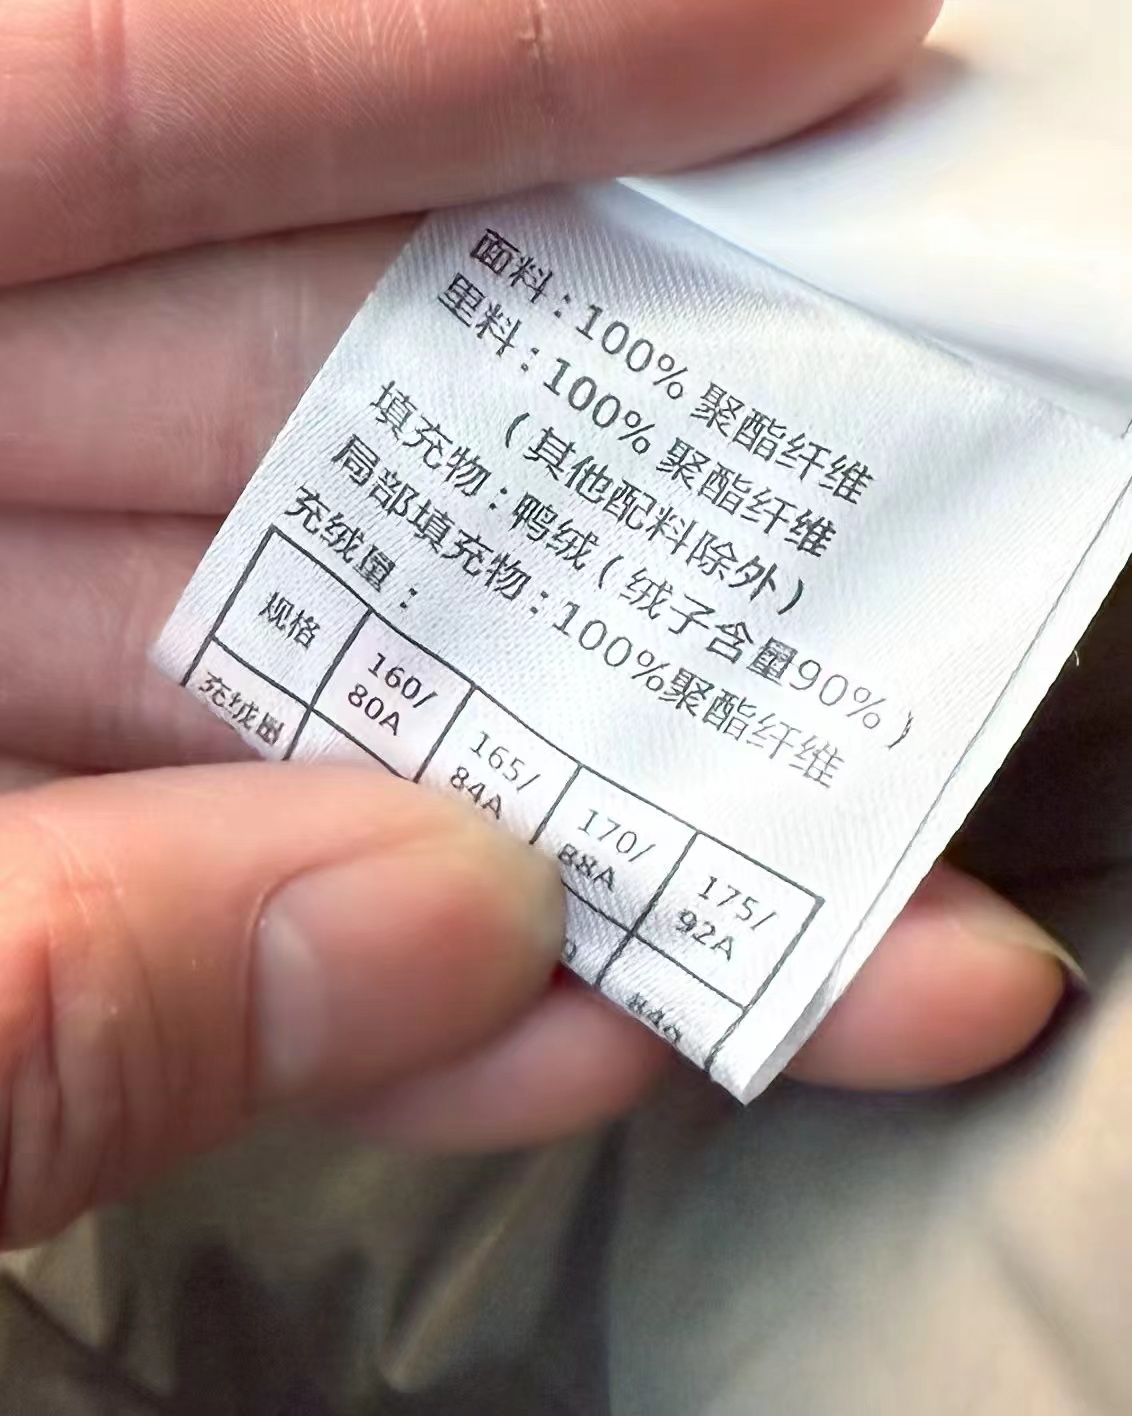 面料：100% 聚酯纤维
里料：100% 聚酯纤维
（其他配料除外）
填充物：鸭绒（绒子含量90%）
局部填充物：100%聚酯纤维
充绒量：
规格 160/80A 165/84A 170/88A 175/92A
充绒量